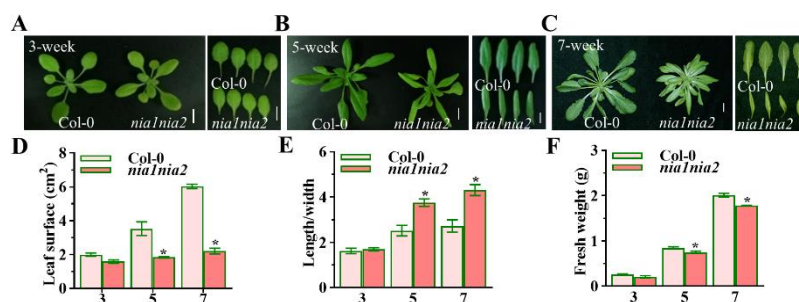 A
3-week
Col-0
nia1nia2
Col-0
nia1nia2
B
5-week
Col-0
nia1nia2
Col-0
nia1nia2
C
7-week
Col-0
nia1nia2
Col-0
nia1nia2
D
Col-0
nia1nia2
Leaf surface (cm²)
8
6
4
2
0
*
*
3
5
7
E
Col-0
nia1nia2
Length/width
6
4
2
0
*
*
3
5
7
F
Col-0
nia1nia2
Fresh weight (g)
3
2
1
0
*
*
3
5
7